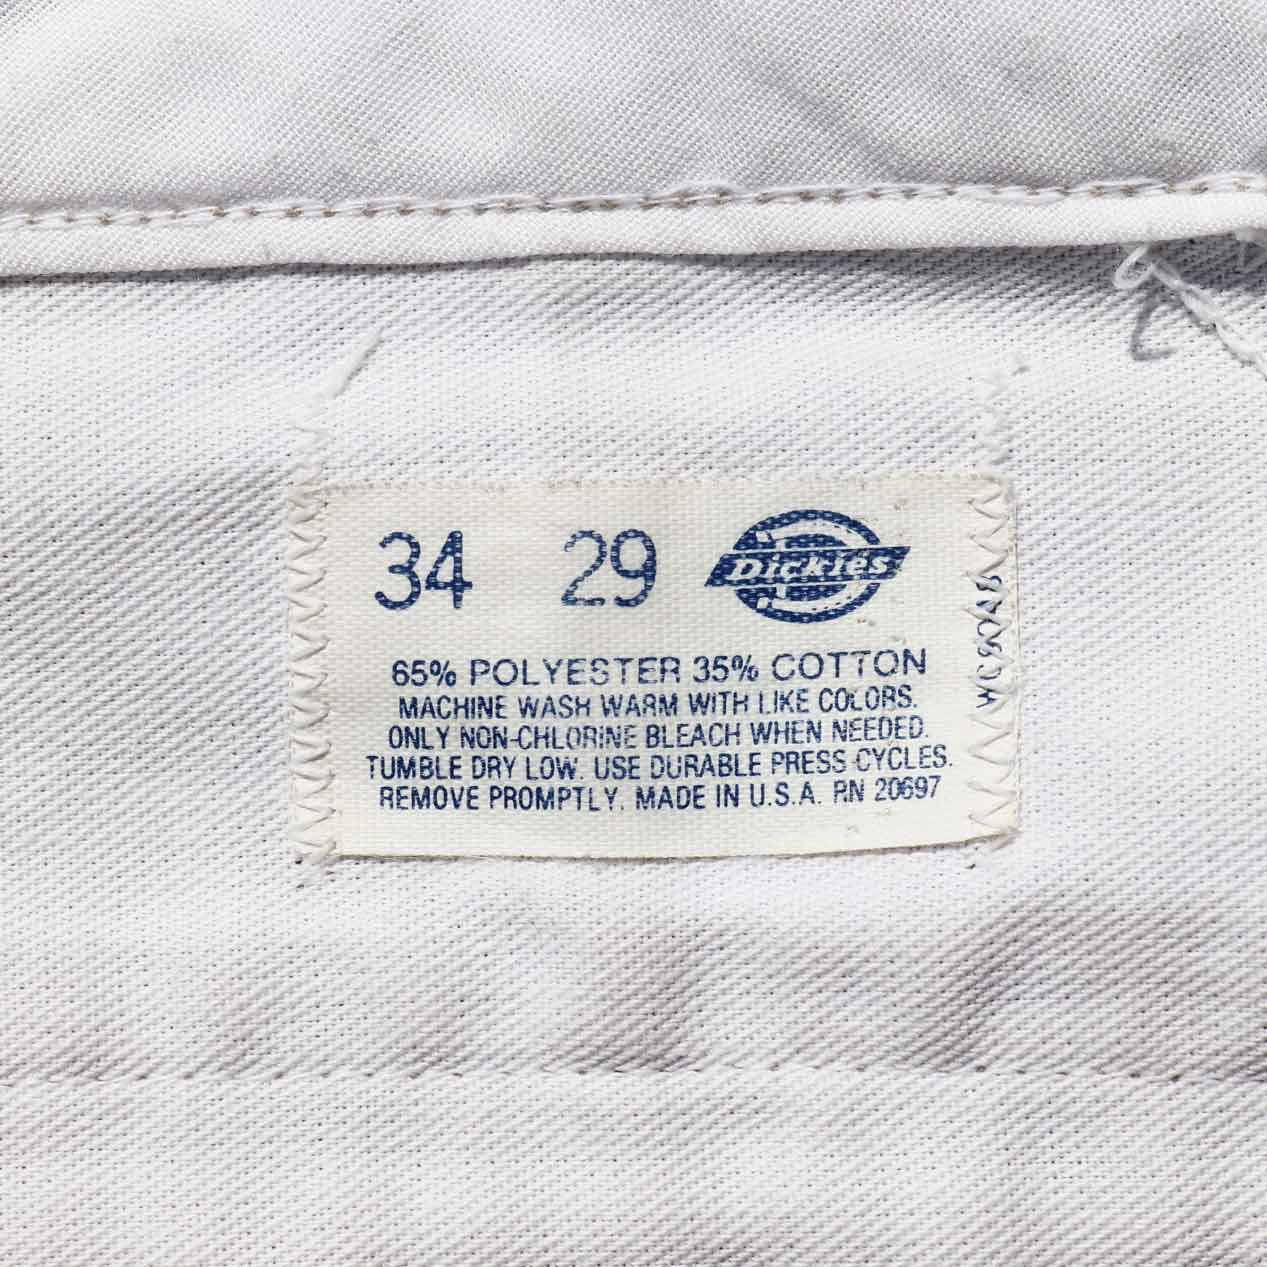 34 29 Dickies
65% POLYESTER 35% COTTON
MACHINE WASH WARM WITH LIKE COLORS.
ONLY NON-CHLORINE BLEACH WHEN NEEDED.
TUMBLE DRY LOW. USE DURABLE PRESS CYCLES.
REMOVE PROMPTLY. MADE IN U.S.A. RN 20697